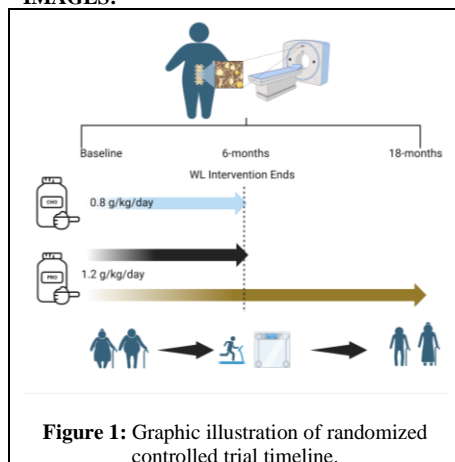 IMAGES:
Baseline 6-months 18-months
WL Intervention Ends
CHO 0.8 g/kg/day
PRO 1.2 g/kg/day
Figure 1: Graphic illustration of randomized
controlled trial timeline.